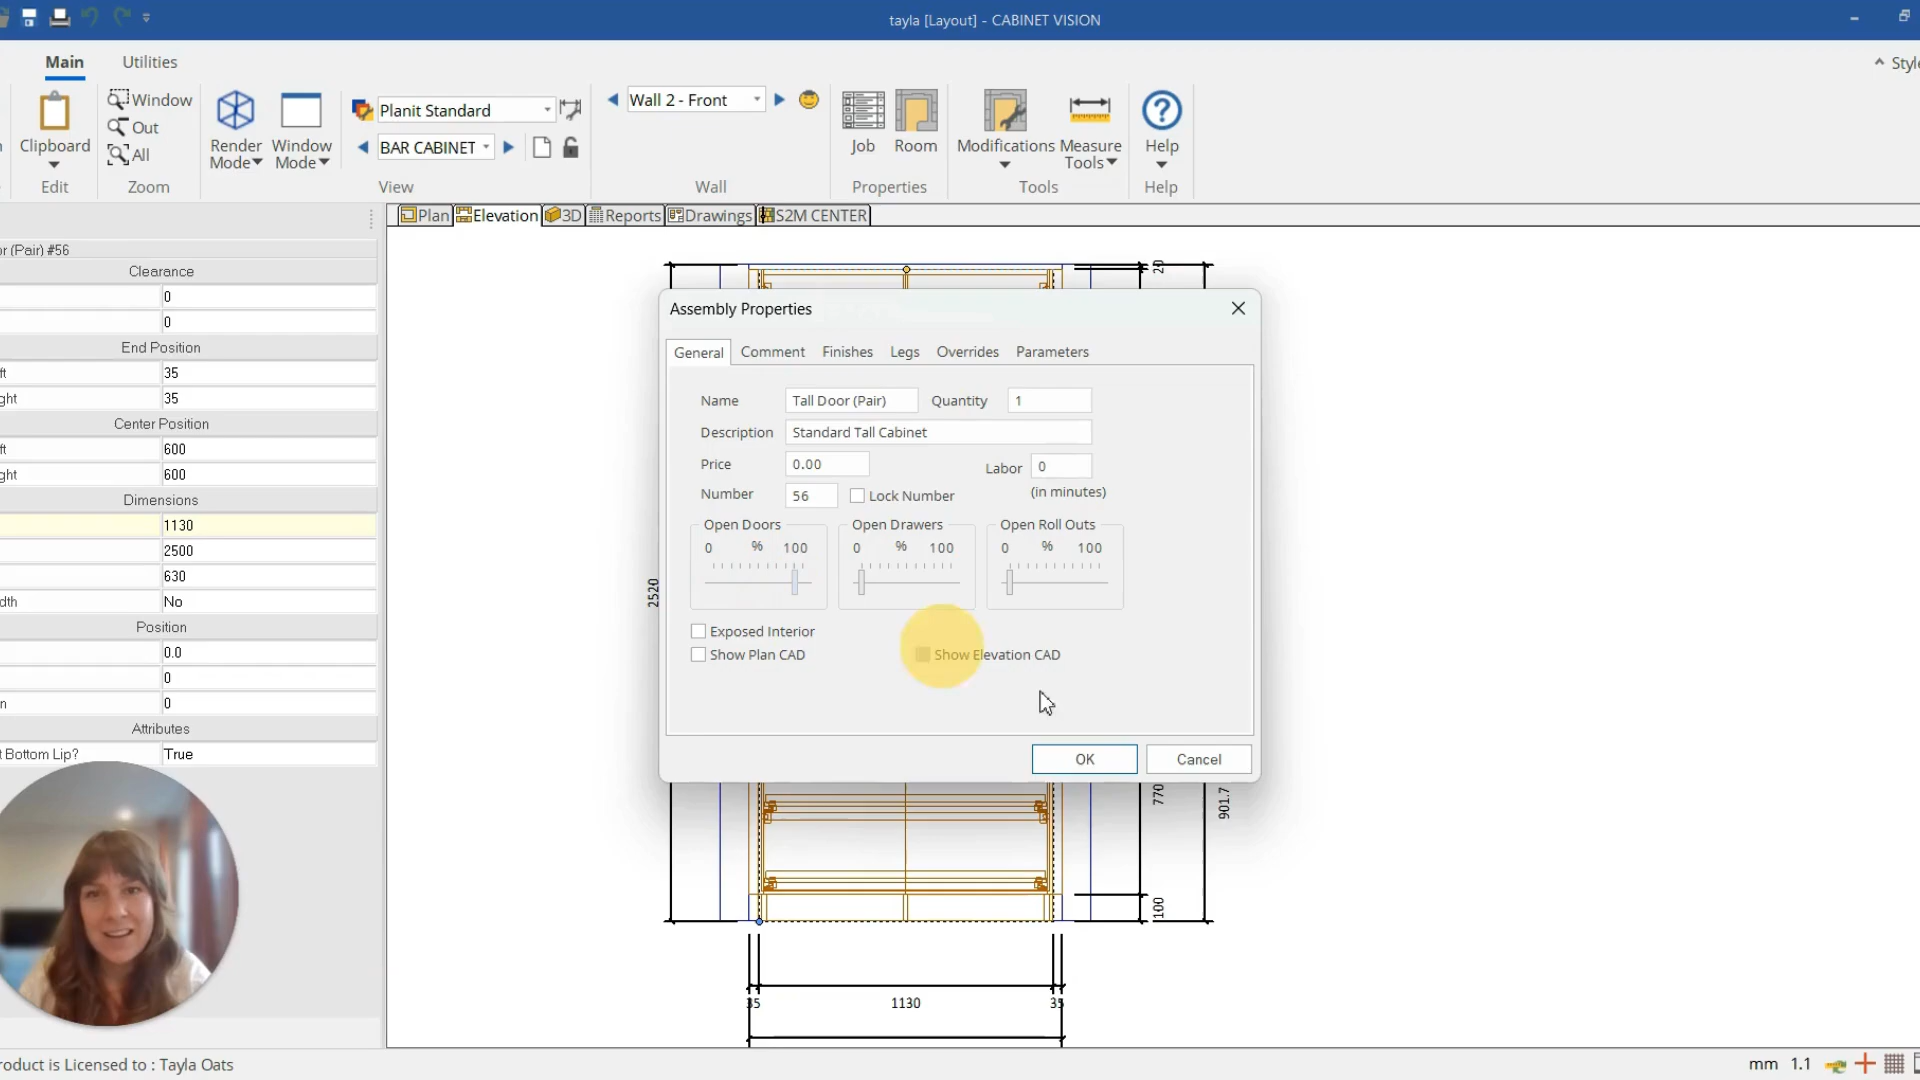 tayla [Layout] - CABINET VISION
Main
Utilities
Style
Clipboard
Edit
Window
Out
All
Zoom
Render
Mode
Window
Mode
Planit Standard
BAR CABINET
View
Wall 2 - Front
Wall
Job
Room
Properties
Modifications
Measure
Tools
Tools
Help
Help
Plan
Elevation
3D
Reports
Drawings
S2M CENTER
or (Pair) #56
Clearance
0
0
End Position
ft 35
ght 35
Center Position
ft 600
ght 600
Dimensions
1130
2500
630
dth No
Position
0.0
0
n 0
Attributes
t Bottom Lip? True
Assembly Properties
General
Comment
Finishes
Legs
Overrides
Parameters
Name Tall Door (Pair) Quantity 1
Description Standard Tall Cabinet
Price 0.00 Labor 0
(in minutes)
Number 56 Lock Number
Open Doors
0 % 100
Open Drawers
0 % 100
Open Roll Outs
0 % 100
Exposed Interior
Show Plan CAD
Show Elevation CAD
OK
Cancel
20
2520
770
901.7
100
35
1130
35
roduct is Licensed to : Tayla Oats
mm 1.1